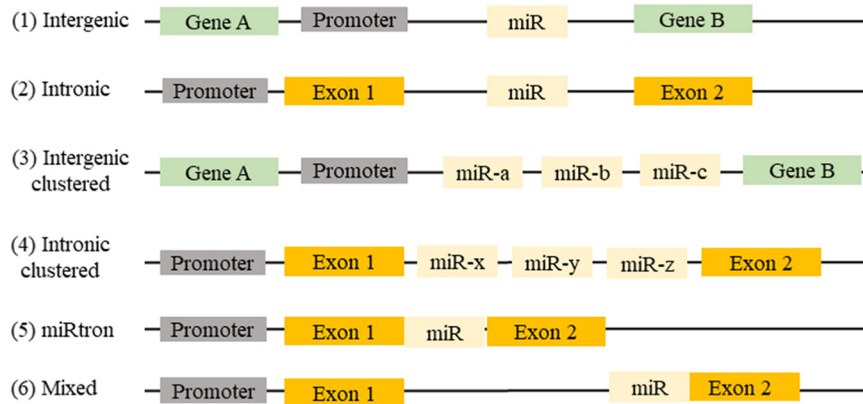 (1) Intergenic Gene A Promoter miR Gene B
(2) Intronic Promoter Exon 1 miR Exon 2
(3) Intergenic
clustered Gene A Promoter miR-a miR-b miR-c Gene B
(4) Intronic
clustered Promoter Exon 1 miR-x miR-y miR-z Exon 2
(5) miRtron Promoter Exon 1 miR Exon 2
(6) Mixed Promoter Exon 1 miR Exon 2